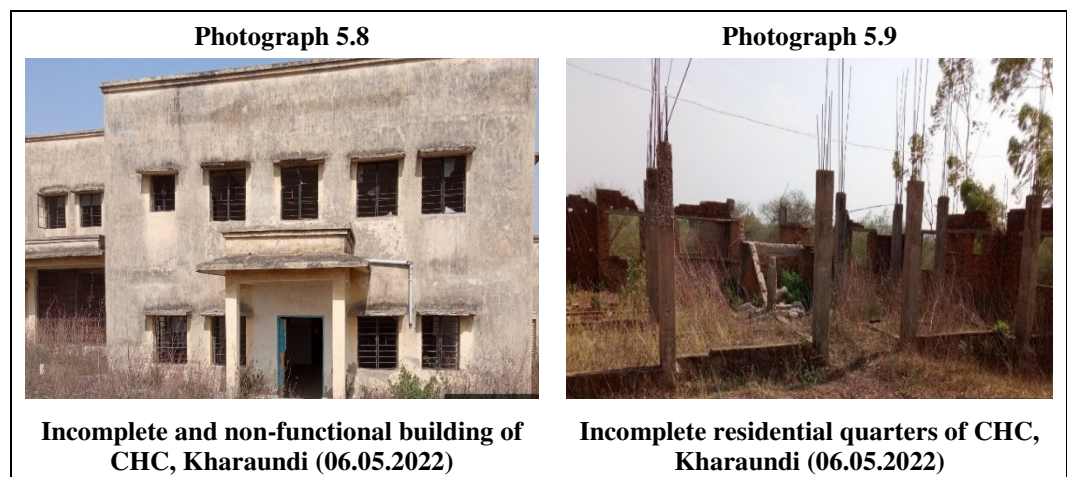 Photograph 5.8
Photograph 5.9
Incomplete and non-functional building of
CHC, Kharaundi (06.05.2022)
Incomplete residential quarters of CHC,
Kharaundi (06.05.2022)